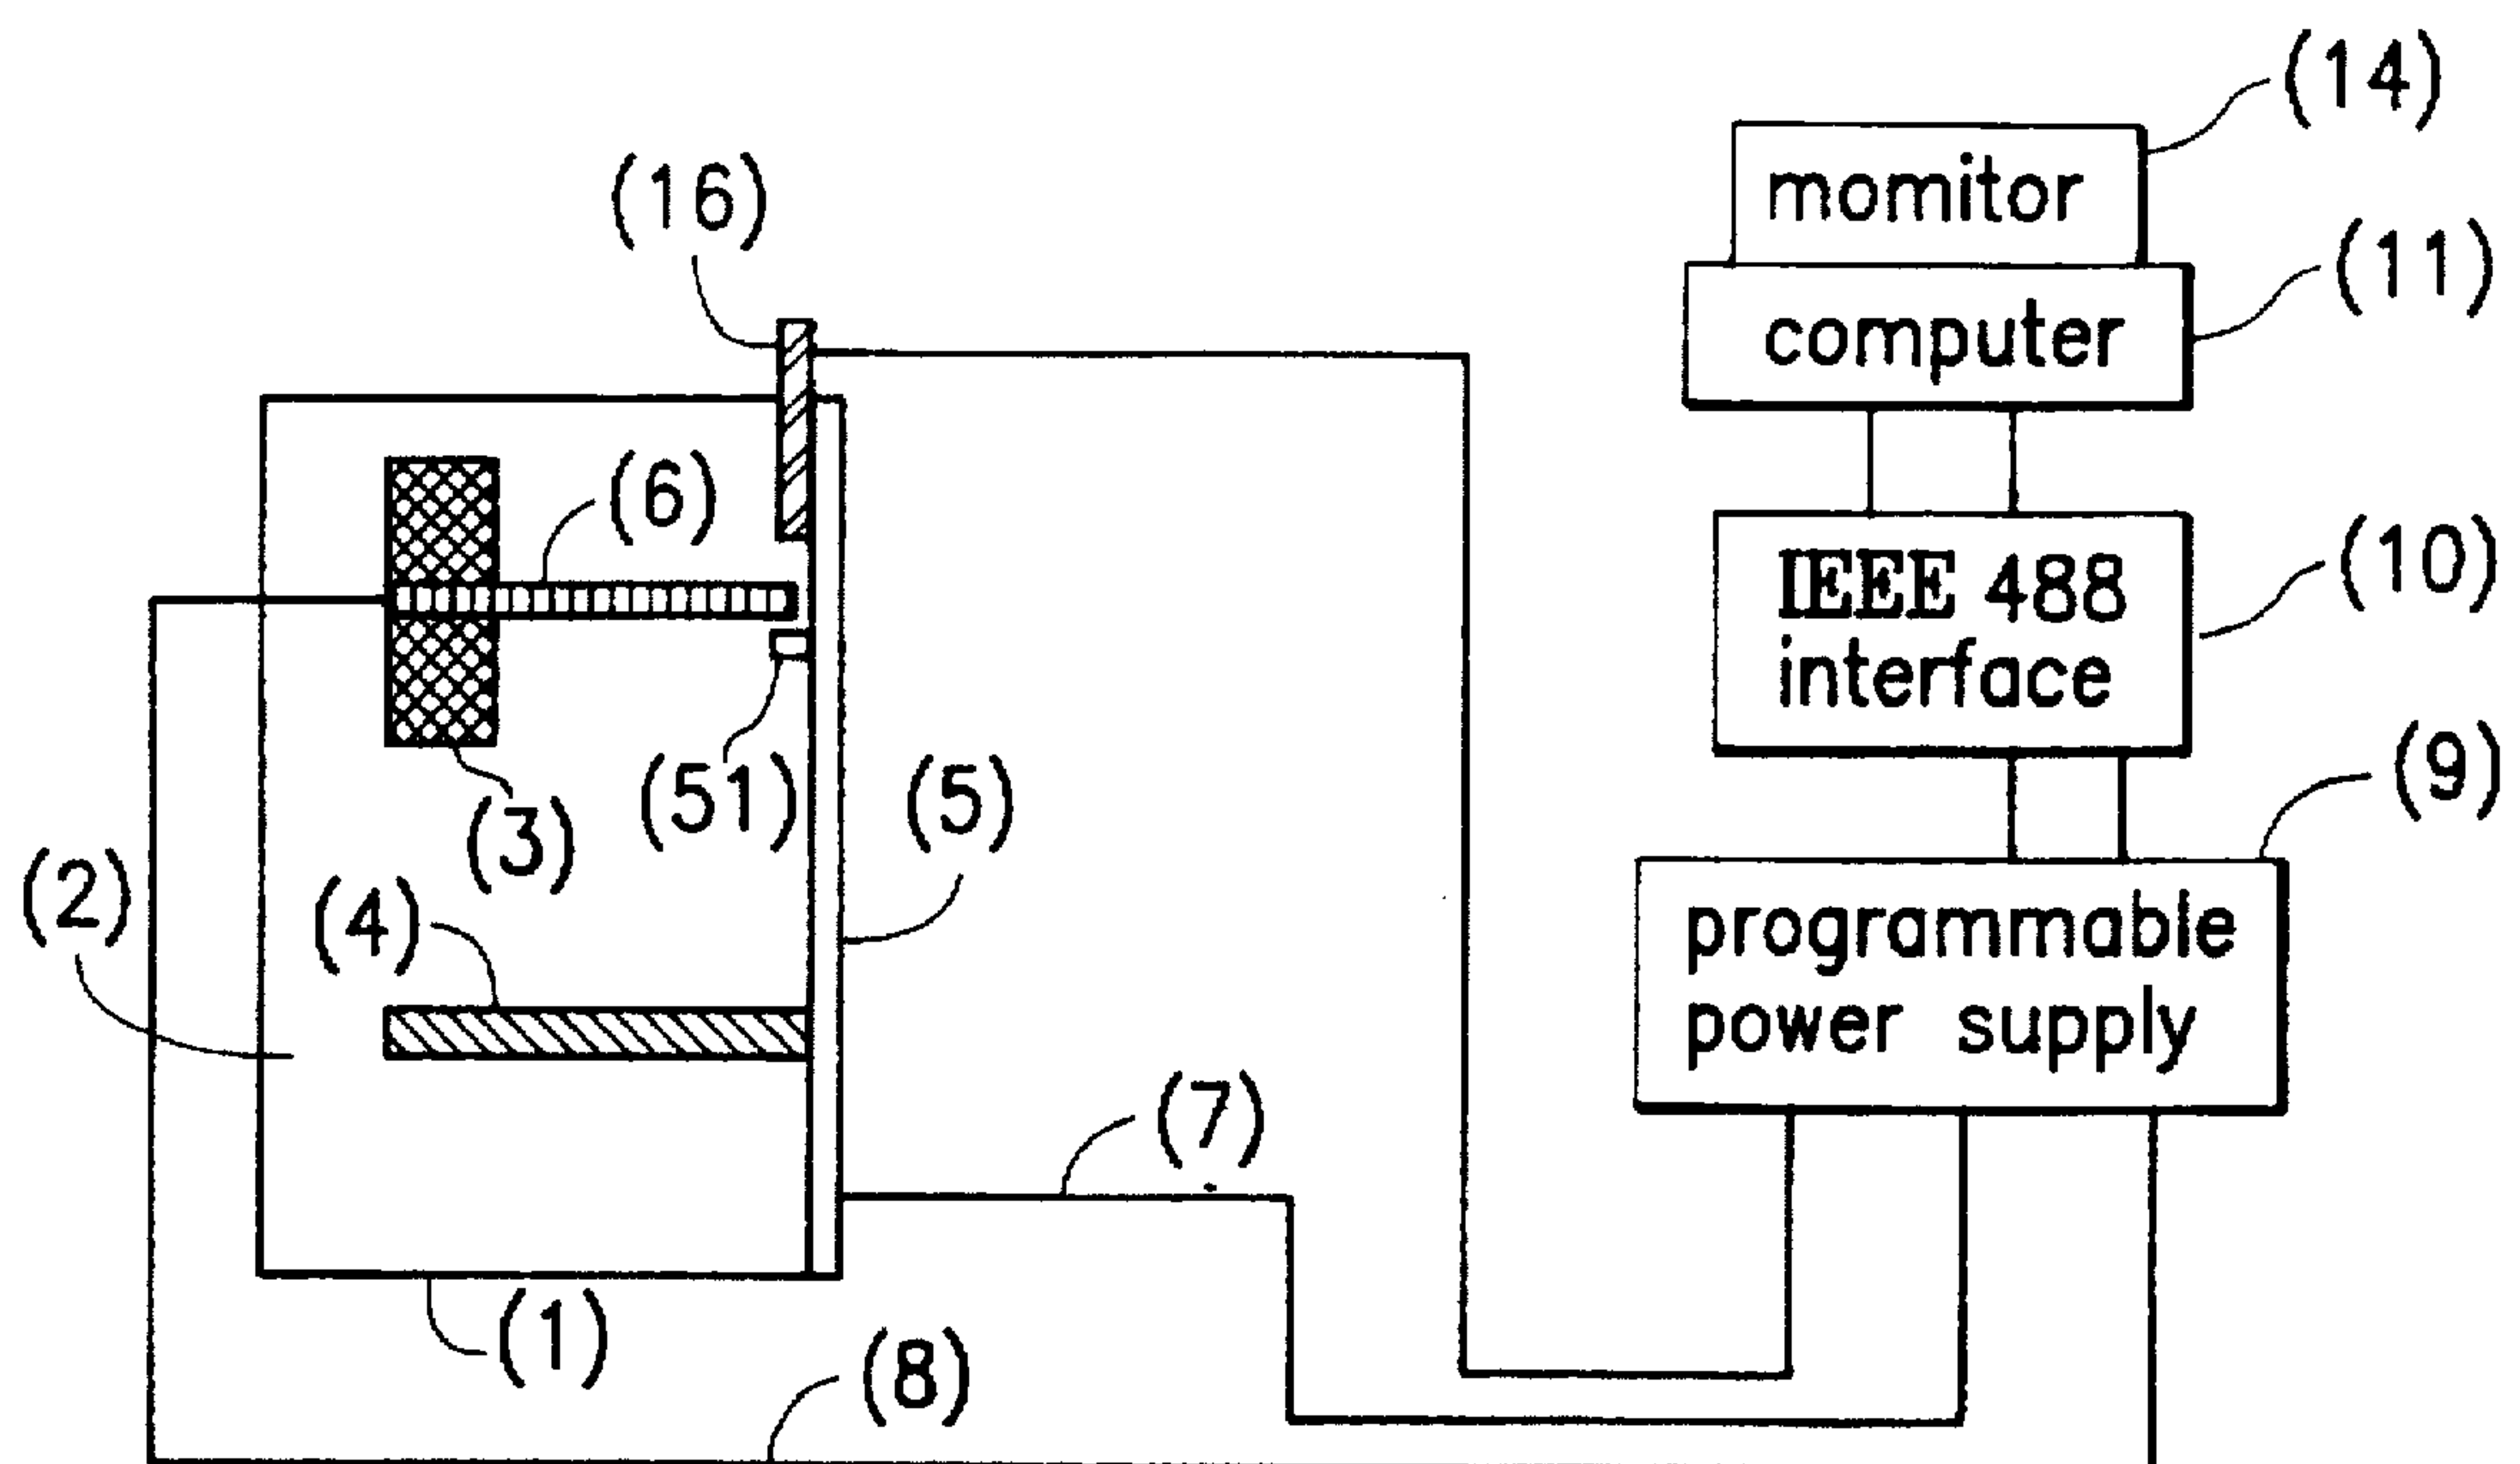 (14)
momitor
(16)
(11)
computer
(6)
(10)
IEEE 488
interface
(9)
(51)
(5)
(3)
(2)
(4)
programmable
power supply
(7)
(1)
(8)